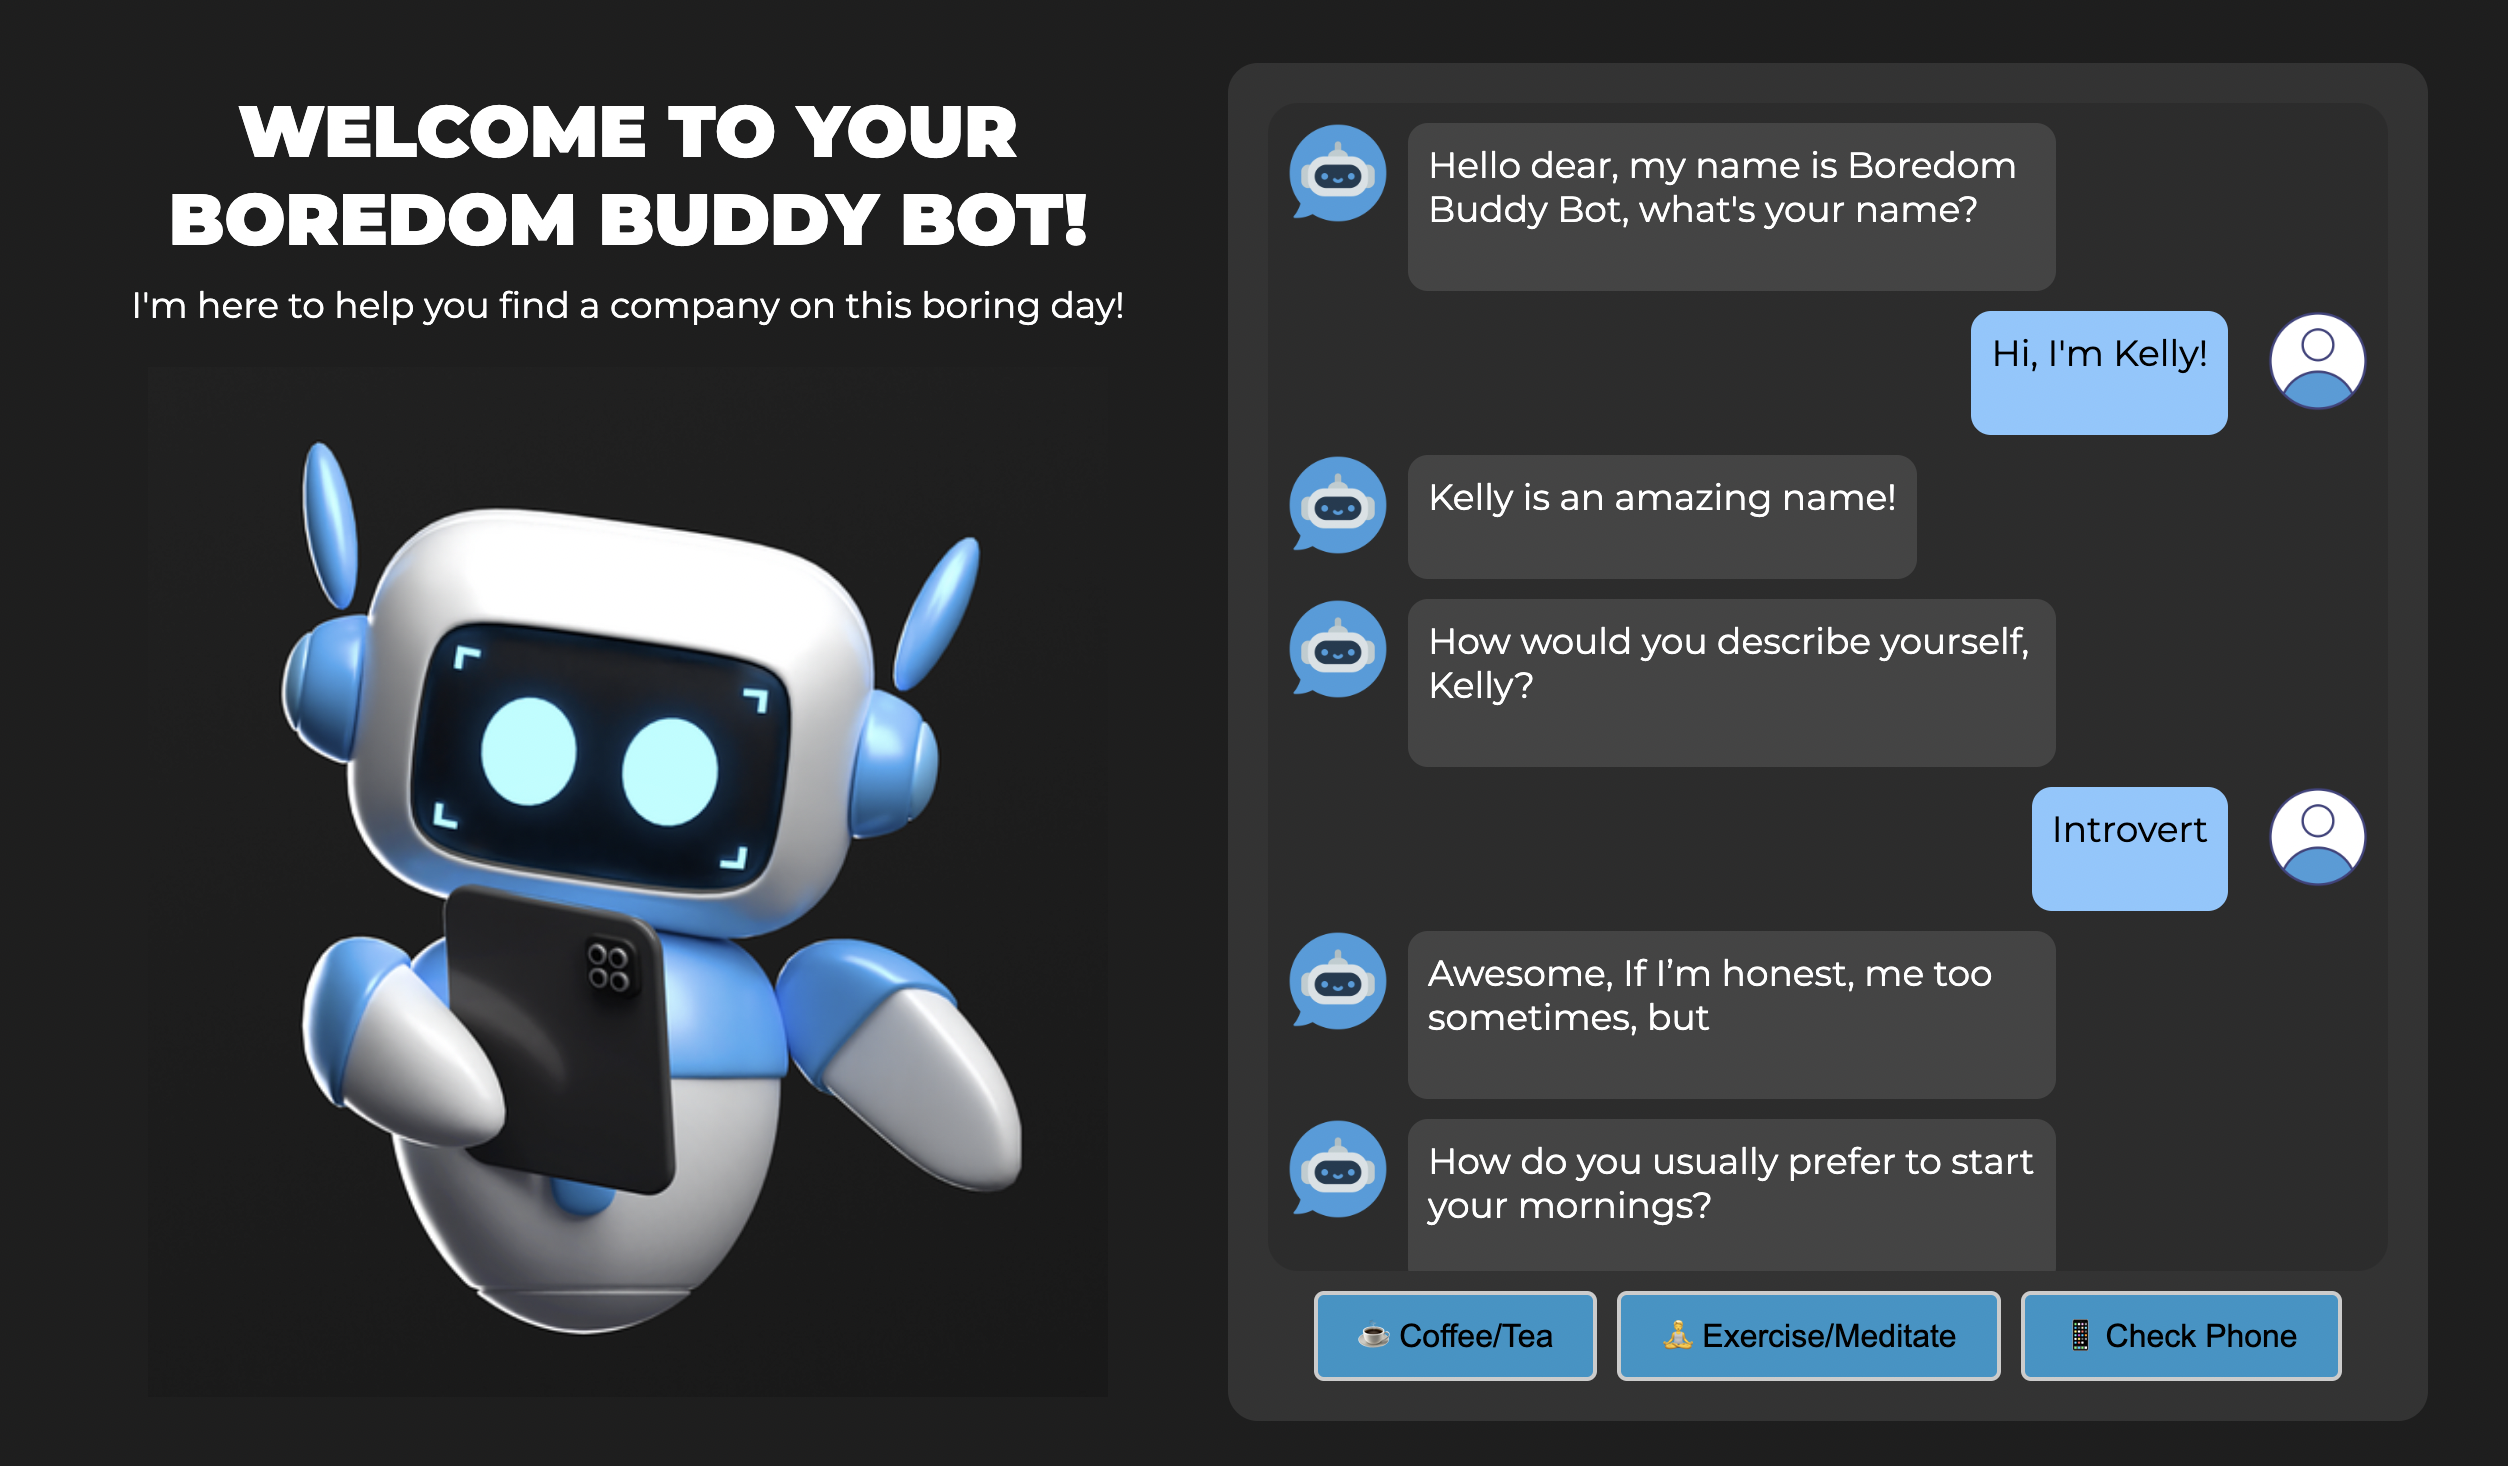 WELCOME TO YOUR
BOREDOM BUDDY BOT!
I'm here to help you find a company on this boring day!
Hello dear, my name is Boredom
Buddy Bot, what's your name?
Hi, I'm Kelly!
Kelly is an amazing name!
How would you describe yourself,
Kelly?
Introvert
Awesome, If I’m honest, me too
sometimes, but
How do you usually prefer to start
your mornings?
☕ Coffee/Tea
🧘 Exercise/Meditate
📱 Check Phone